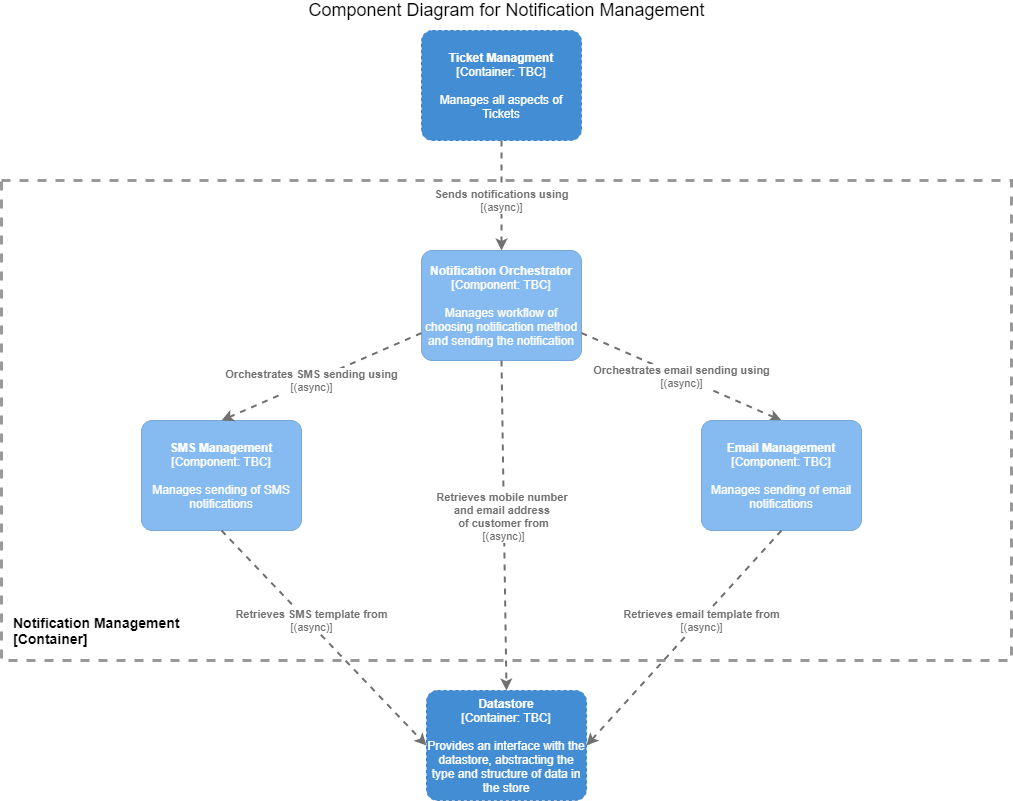 Component Diagram for Notification Management
Ticket Managment
[Container: TBC]
Manages all aspects of
Tickets
Sends notifications using
[(async)]
Notification Orchestrator
[Component: TBC]
Manages workflow of
choosing notification method
and sending the notification
Orchestrates SMS sending using
[(async)]
Orchestrates email sending using
[(async)]
SMS Management
[Component: TBC]
Manages sending of SMS
notifications
Email Management
[Component: TBC]
Manages sending of email
notifications
Retrieves mobile number
and email address
of customer from
[(async)]
Retrieves SMS template from
[(async)]
Retrieves email template from
[(async)]
Notification Management
[Container]
Datastore
[Container: TBC]
Provides an interface with the
datastore, abstracting the
type and structure of data in
the store